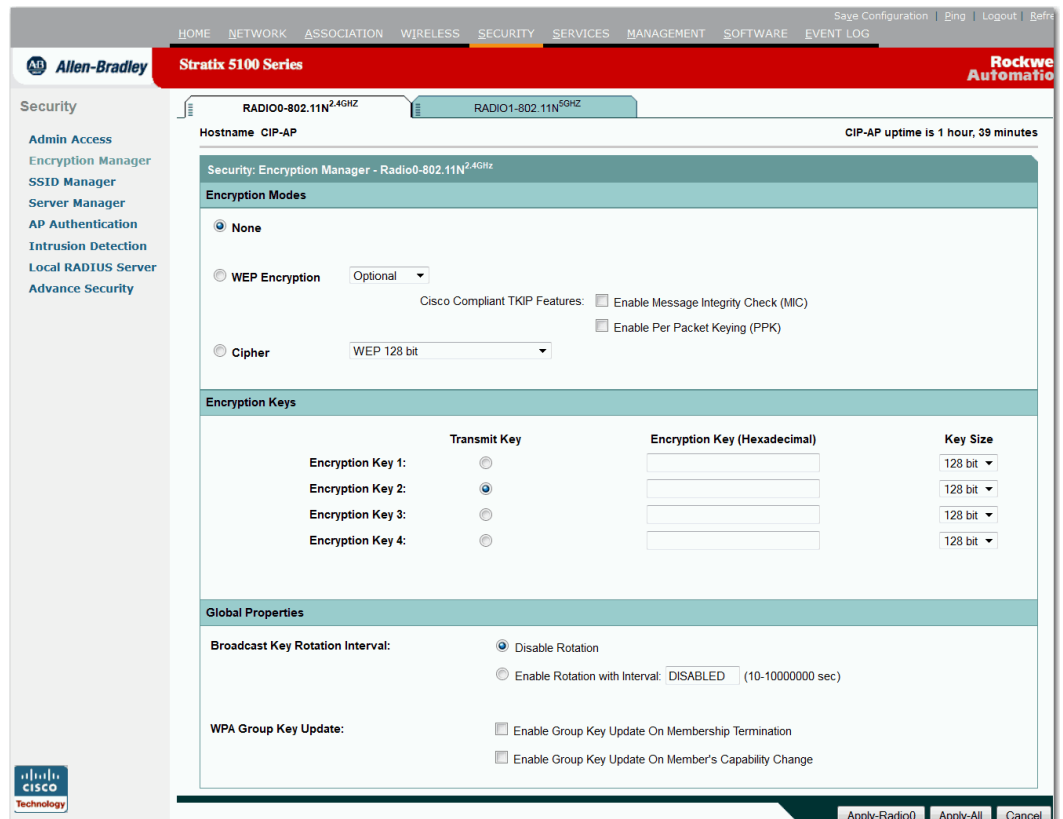 Save Configuration | Ping | Logout | Refre
HOME NETWORK ASSOCIATION WIRELESS SECURITY SERVICES MANAGEMENT SOFTWARE EVENT LOG
AB Allen-Bradley
Stratix 5100 Series
Rockwe
Automatio
Security
Admin Access
Encryption Manager
SSID Manager
Server Manager
AP Authentication
Intrusion Detection
Local RADIUS Server
Advance Security
RADIO0-802.11N2.4GHZ
RADIO1-802.11N5GHZ
Hostname CIP-AP
CIP-AP uptime is 1 hour, 39 minutes
Security: Encryption Manager - Radio0-802.11N2.4GHz
Encryption Modes
None
WEP Encryption Optional
Cisco Compliant TKIP Features: Enable Message Integrity Check (MIC)
Enable Per Packet Keying (PPK)
Cipher WEP 128 bit
Encryption Keys
Transmit Key Encryption Key (Hexadecimal) Key Size
Encryption Key 1: 128 bit
Encryption Key 2: 128 bit
Encryption Key 3: 128 bit
Encryption Key 4: 128 bit
Global Properties
Broadcast Key Rotation Interval: Disable Rotation
Enable Rotation with Interval: DISABLED (10-10000000 sec)
WPA Group Key Update: Enable Group Key Update On Membership Termination
Enable Group Key Update On Member's Capability Change
CISCO
Technology
Apply-Radio0 Apply-All Cancel